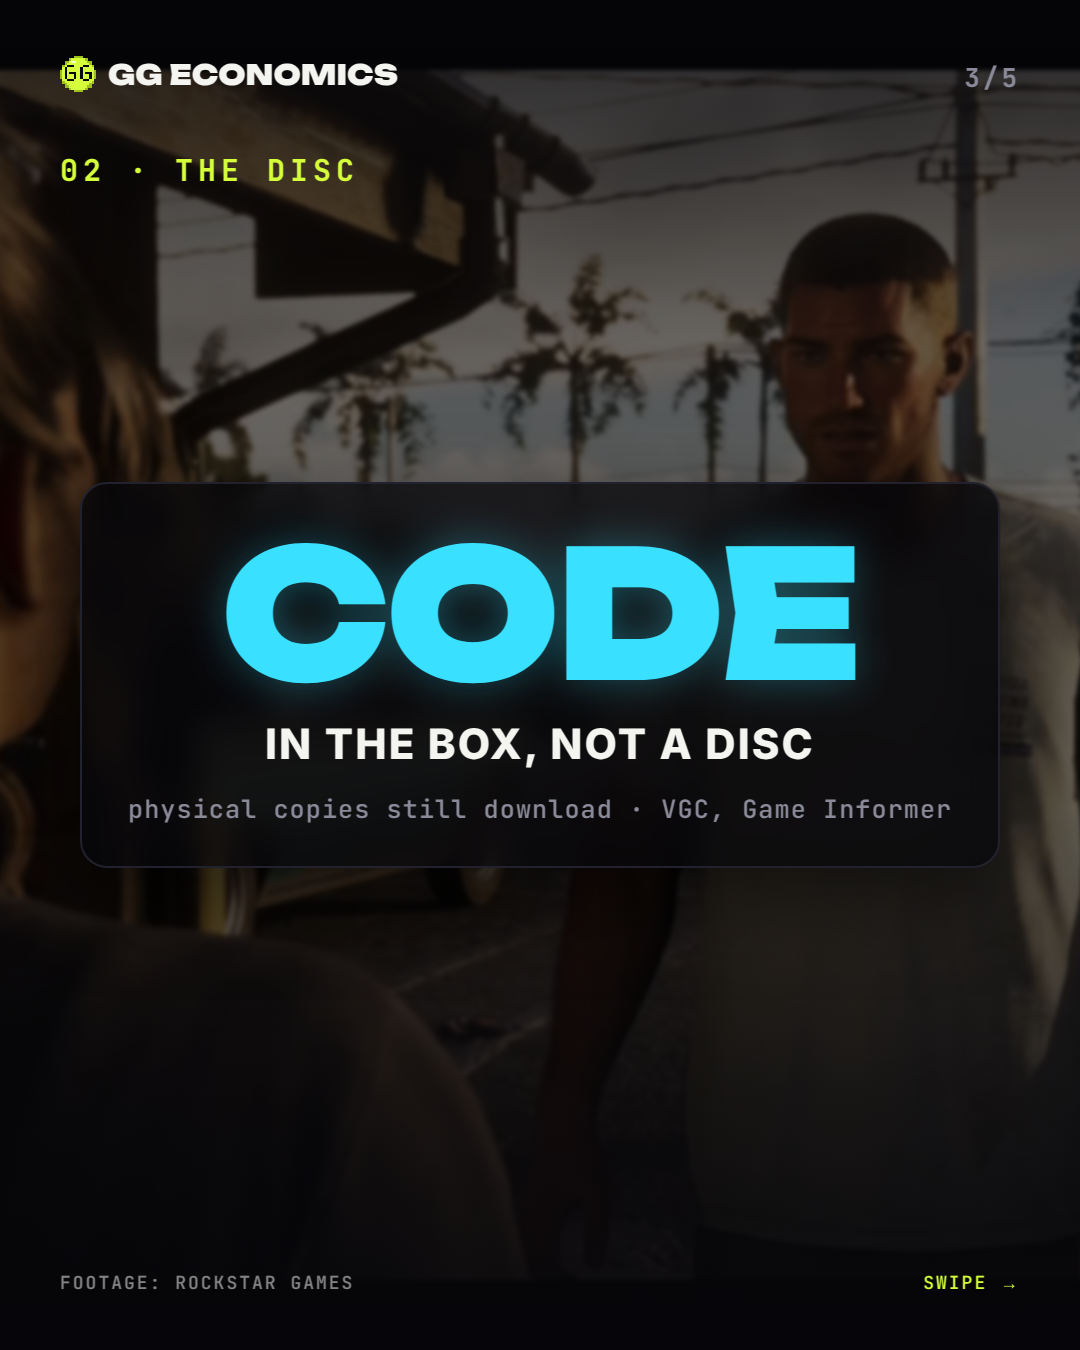 GG GG ECONOMICS
3/5
02 · THE DISC
CODE
IN THE BOX, NOT A DISC
physical copies still download · VGC, Game Informer
FOOTAGE: ROCKSTAR GAMES
SWIPE →